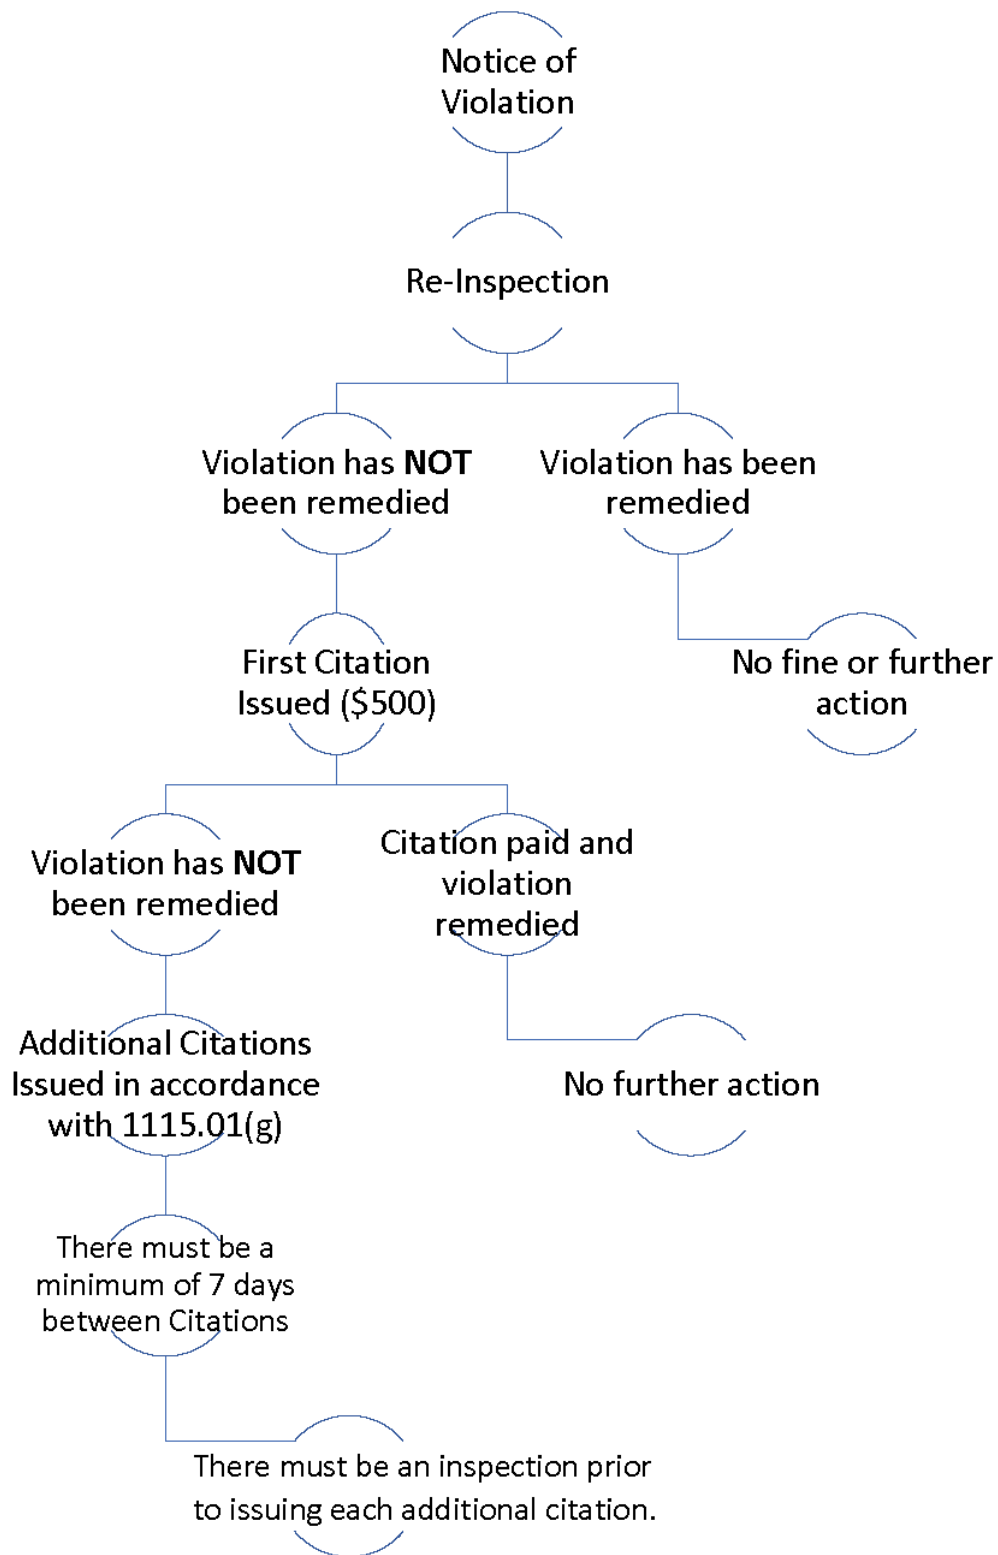 Notice of
Violation
Re-Inspection
Violation has NOT
been remedied
Violation has been
remedied
First Citation
Issued ($500)
No fine or further
action
Violation has NOT
been remedied
Citation paid and
violation
remedied
Additional Citations
Issued in accordance
with 1115.01(g)
No further action
There must be a
minimum of 7 days
between Citations
There must be an inspection prior
to issuing each additional citation.